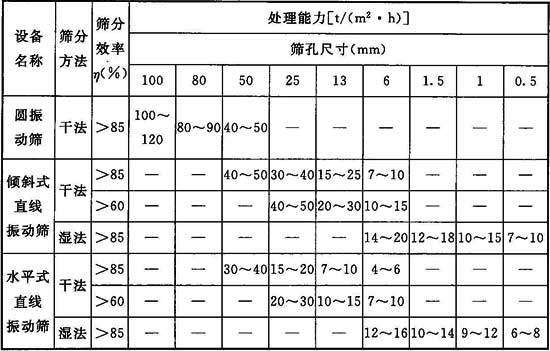 设备名称 筛分方法 筛分效率η(%) 处理能力[t/(m²·h)]
筛孔尺寸(mm)
100 80 50 25 13 6 1.5 1 0.5
圆振动筛 干法 >85 100～120 80～90 40～50 — — — — — —
倾斜式直线振动筛 干法 >85 — — 40～50 30～40 15～25 7～10 — — —
>60 — — 40～50 20～30 10～15 — — —
湿法 >85 — — — — — 14～20 12～18 10～15 7～10
水平式直线振动筛 干法 >85 — — 30～40 15～20 7～10 4～6 — — —
>60 — — — 20～30 10～15 7～10 — — —
湿法 >85 — — — — — 12～16 10～14 9～12 6～8